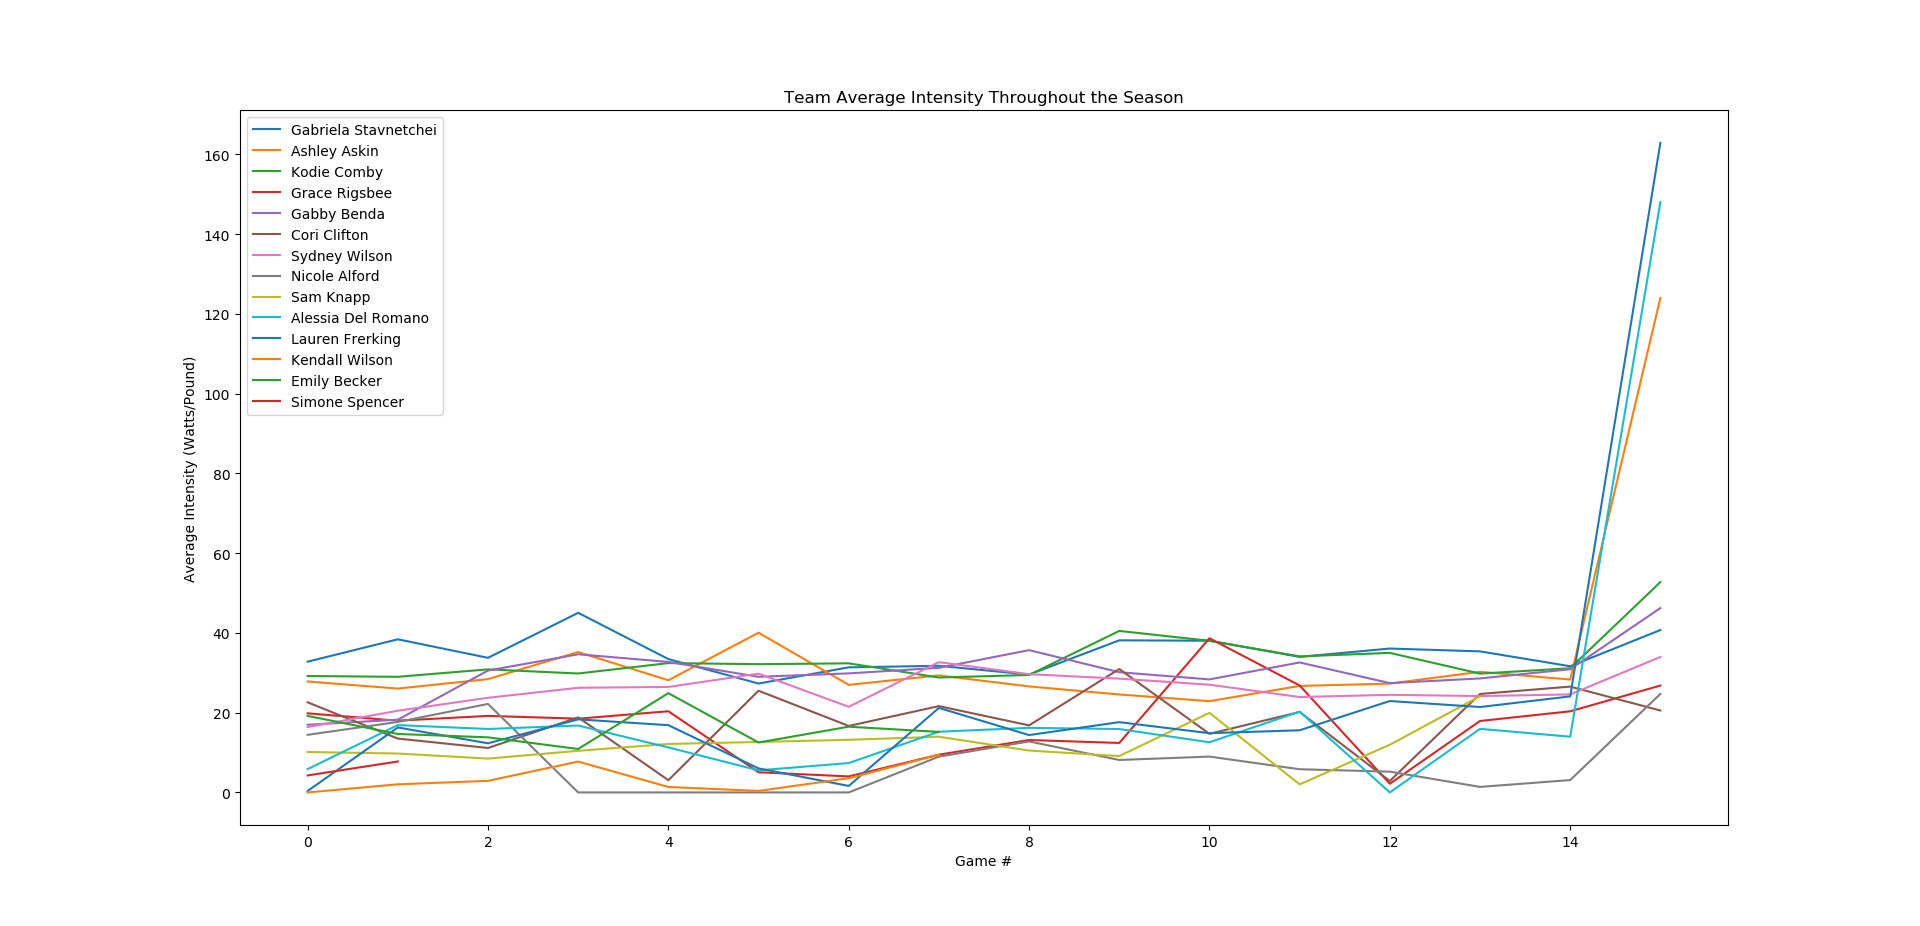 Team Average Intensity Throughout the Season
Gabriela Stavnetchei
Ashley Askin
Kodie Comby
Grace Rigsbee
Gabby Benda
Cori Clifton
Sydney Wilson
Nicole Alford
Sam Knapp
Alessia Del Romano
Lauren Frerking
Kendall Wilson
Emily Becker
Simone Spencer
Average Intensity (Watts/Pound)
160
140
120
100
80
60
40
20
0
0 2 4 6 8 10 12 14
Game #